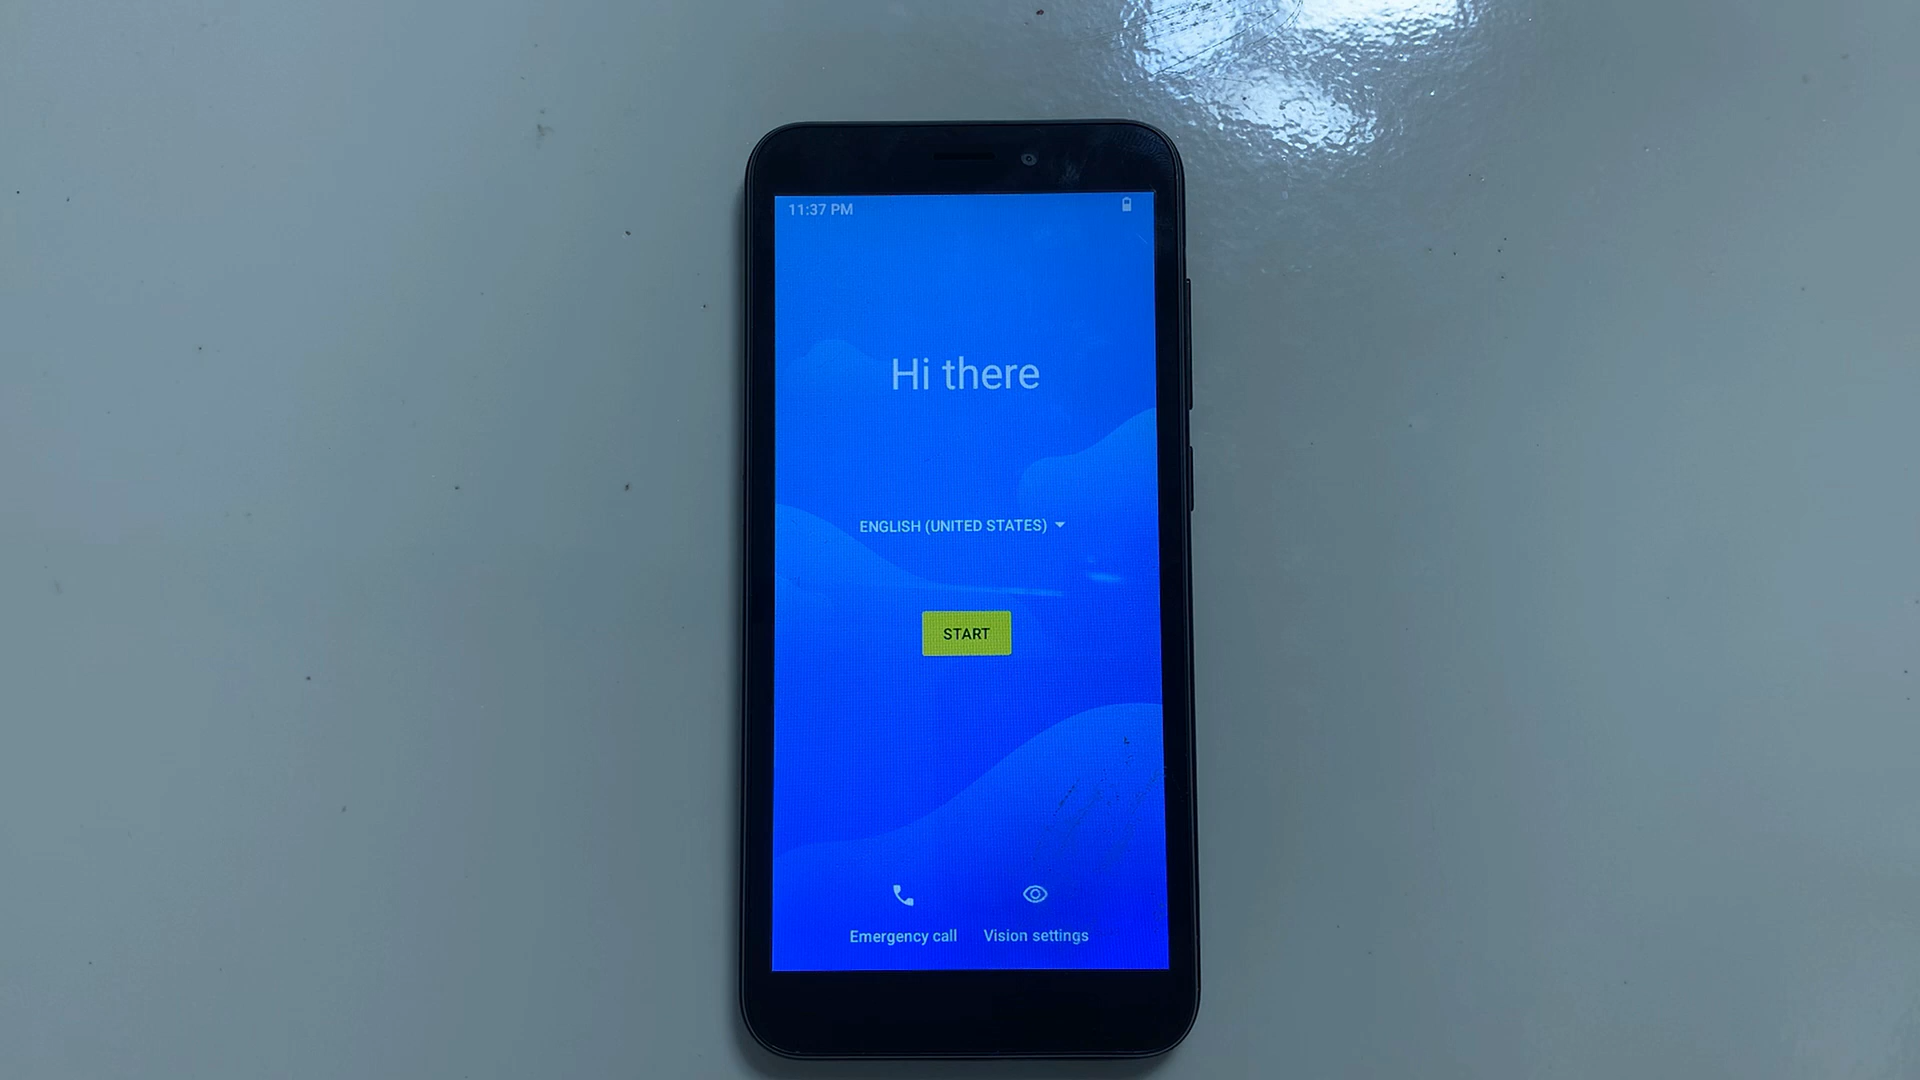 11:37 PM
Hi there
ENGLISH (UNITED STATES)
START
Emergency call
Vision settings